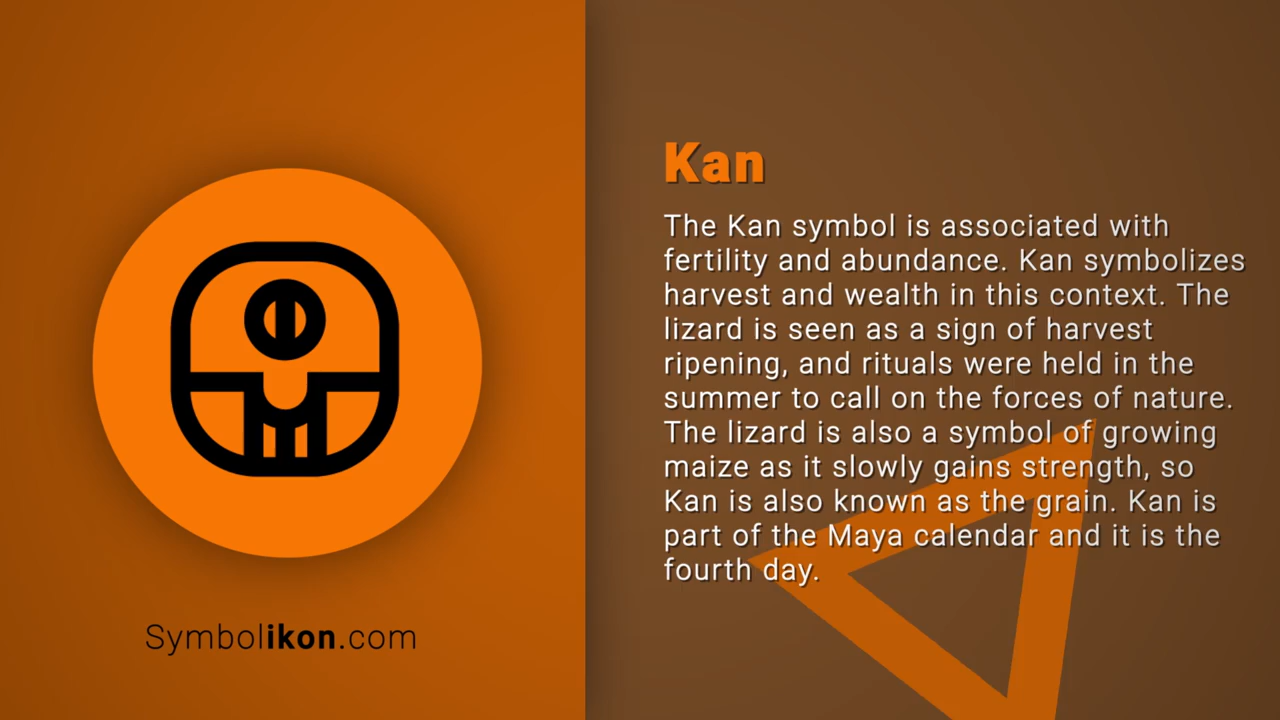 Kan
The Kan symbol is associated with
fertility and abundance. Kan symbolizes
harvest and wealth in this context. The
lizard is seen as a sign of harvest
ripening, and rituals were held in the
summer to call on the forces of nature.
The lizard is also a symbol of growing
maize as it slowly gains strength, so
Kan is also known as the grain. Kan is
part of the Maya calendar and it is the
fourth day.
Symbolikon.com